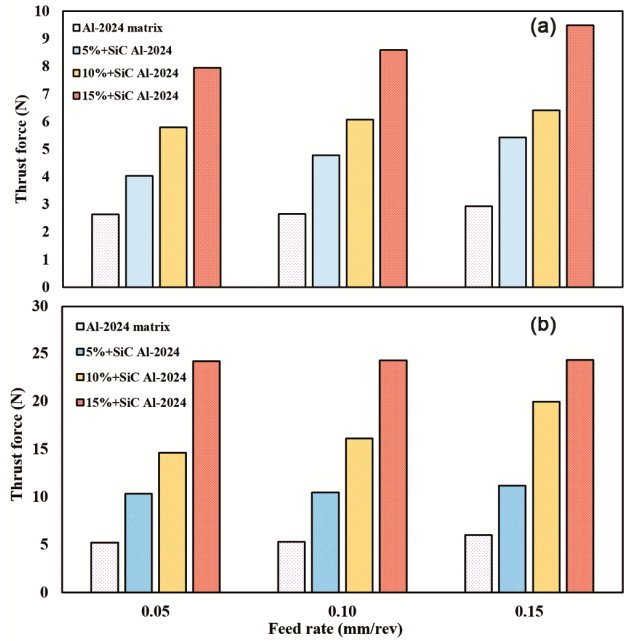 10
9
8
7
6
5
4
3
2
1
0
Thrust force (N)
Al-2024 matrix
5%+SiC Al-2024
10%+SiC Al-2024
15%+SiC Al-2024
(a)
30
25
20
15
10
5
0
Thrust force (N)
Al-2024 matrix
5%+SiC Al-2024
10%+SiC Al-2024
15%+SiC Al-2024
(b)
0.05 0.10 0.15
Feed rate (mm/rev)